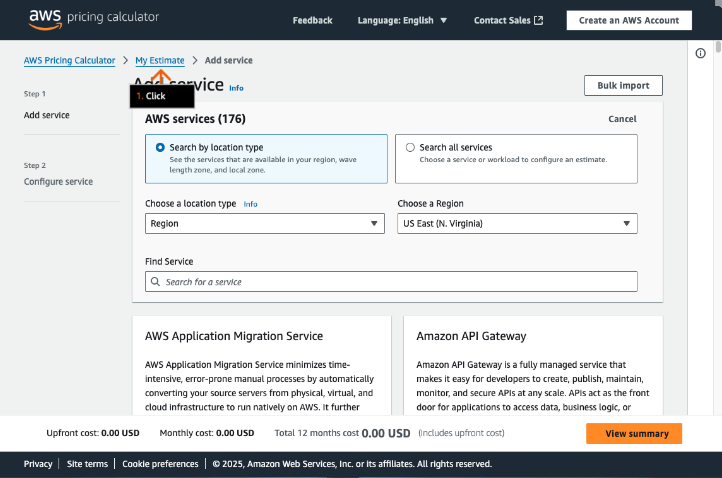 aws pricing calculator
Feedback
Language: English
Contact Sales
Create an AWS Account
AWS Pricing Calculator
My Estimate
Add service
Add service Info
Bulk import
1. Click
Step 1
Add service
Step 2
Configure service
AWS services (176)
Cancel
Search by location type
See the services that are available in your region, wave
length zone, and local zone.
Search all services
Choose a service or workload to configure an estimate.
Choose a location type Info
Region
Choose a Region
US East (N. Virginia)
Find Service
Search for a service
AWS Application Migration Service
AWS Application Migration Service minimizes time-
intensive, error-prone manual processes by automatically
converting your source servers from physical, virtual, and
cloud infrastructure to run natively on AWS. It further
Amazon API Gateway
Amazon API Gateway is a fully managed service that
makes it easy for developers to create, publish, maintain,
monitor, and secure APIs at any scale. APIs act as the front
door for applications to access data, business logic, or
Upfront cost: 0.00 USD
Monthly cost: 0.00 USD
Total 12 months cost 0.00 USD (Includes upfront cost)
View summary
Privacy | Site terms | Cookie preferences | © 2025, Amazon Web Services, Inc. or its affiliates. All rights reserved.